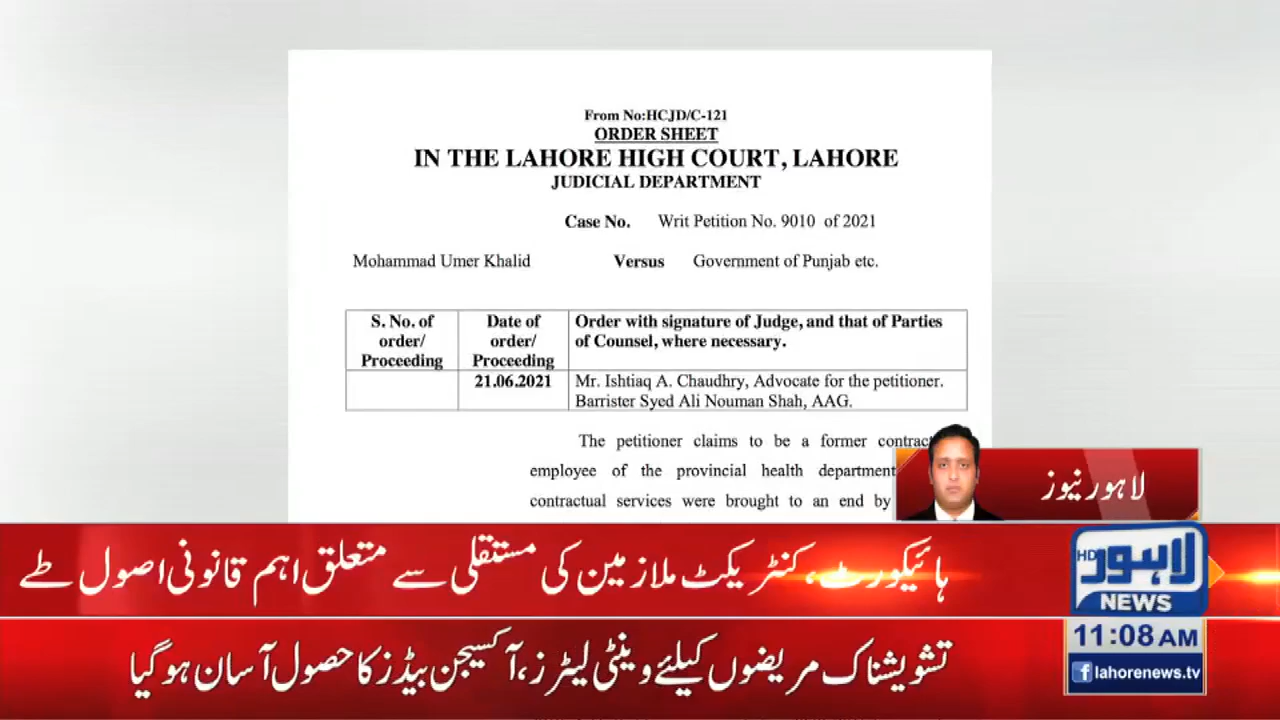 From No:HCJD/C-121
ORDER SHEET
IN THE LAHORE HIGH COURT, LAHORE
JUDICIAL DEPARTMENT
Case No. Writ Petition No. 9010 of 2021
Mohammad Umer Khalid Versus Government of Punjab etc.
S. No. of order/ Proceeding
Date of order/ Proceeding
Order with signature of Judge, and that of Parties
of Counsel, where necessary.
21.06.2021
Mr. Ishtiaq A. Chaudhry, Advocate for the petitioner.
Barrister Syed Ali Nouman Shah, AAG.
The petitioner claims to be a former
employee of the provincial health department
contractual services were brought to an end by
لاہور نیوز
ہائیکورٹ، کنٹریکٹ ملازمین کی مستقلی سے متعلق اہم قانونی اصول طے
HD لاہور
NEWS
تشویشناک مریضوں کیلئے وینٹی لیٹرز، آکسیجن بیڈز کا حصول آسان ہوگیا
11:08 AM
lahorenews.tv